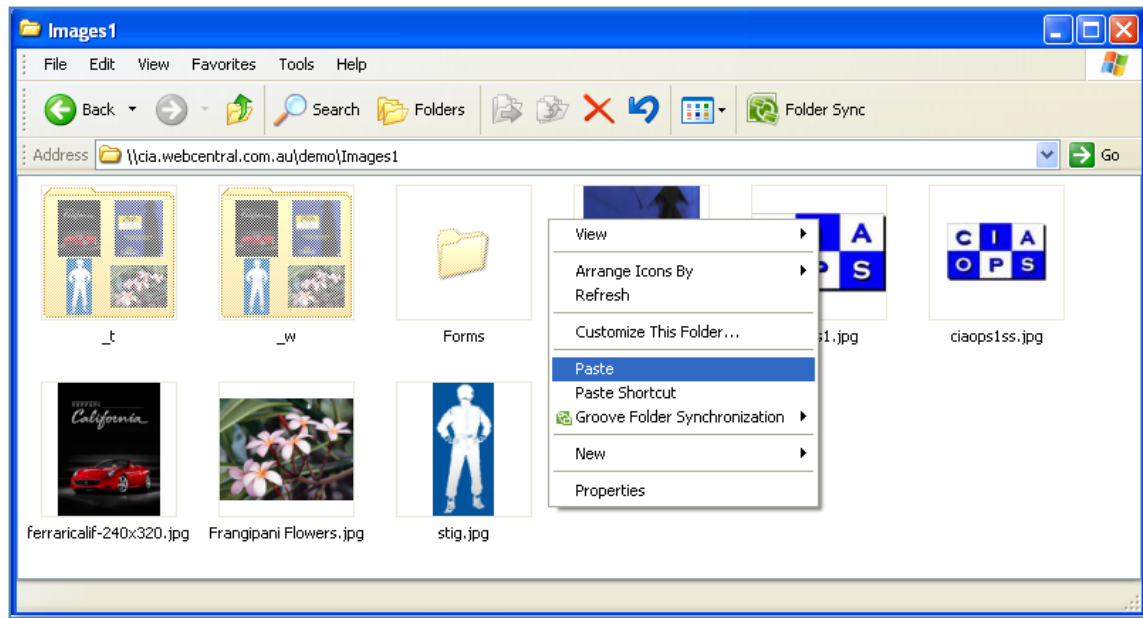 Images1
File Edit View Favorites Tools Help
Back Search Folders Folder Sync
Address \\cia.webcentral.com.au\demo\Images1 Go
_t
_w
Forms
s1.jpg
ciaops1ss.jpg
A
P S
C I A
O P S
View
Arrange Icons By
Refresh
Customize This Folder...
Paste
Paste Shortcut
Groove Folder Synchronization
New
Properties
California
ferraricalif-240x320.jpg
Frangipani Flowers.jpg
stig.jpg